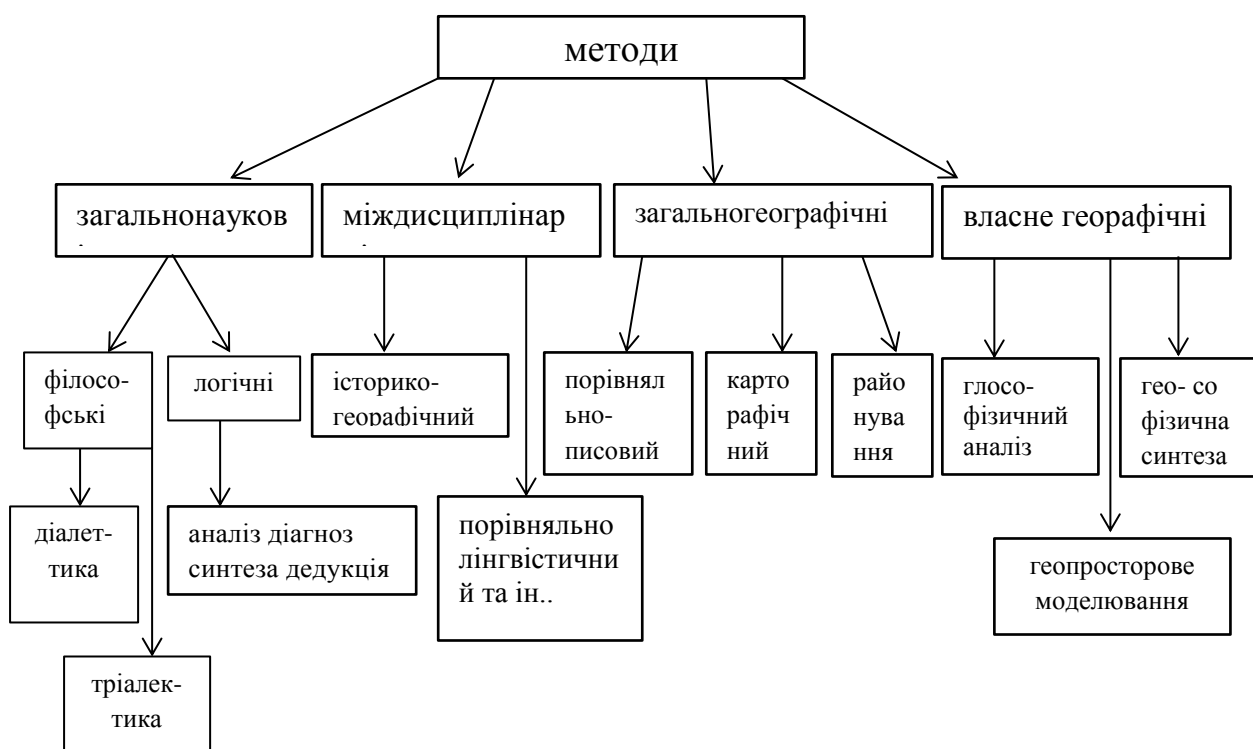 методи
загальнонауков
міждисциплінар
загальногеографічні
власне георафічні
філосо-
фські
логічні
історико-
географічний
порівнял
ьно-
писовий
карто
рафіч
ний
райо
нува
ння
глосо-
фізичний
аналіз
гео- со
фізична
синтеза
діалет-
тика
аналіз діагноз
синтеза дедукція
порівняльно
лінгвістични
й та ін..
геопросторове
моделювання
тріалек-
тика